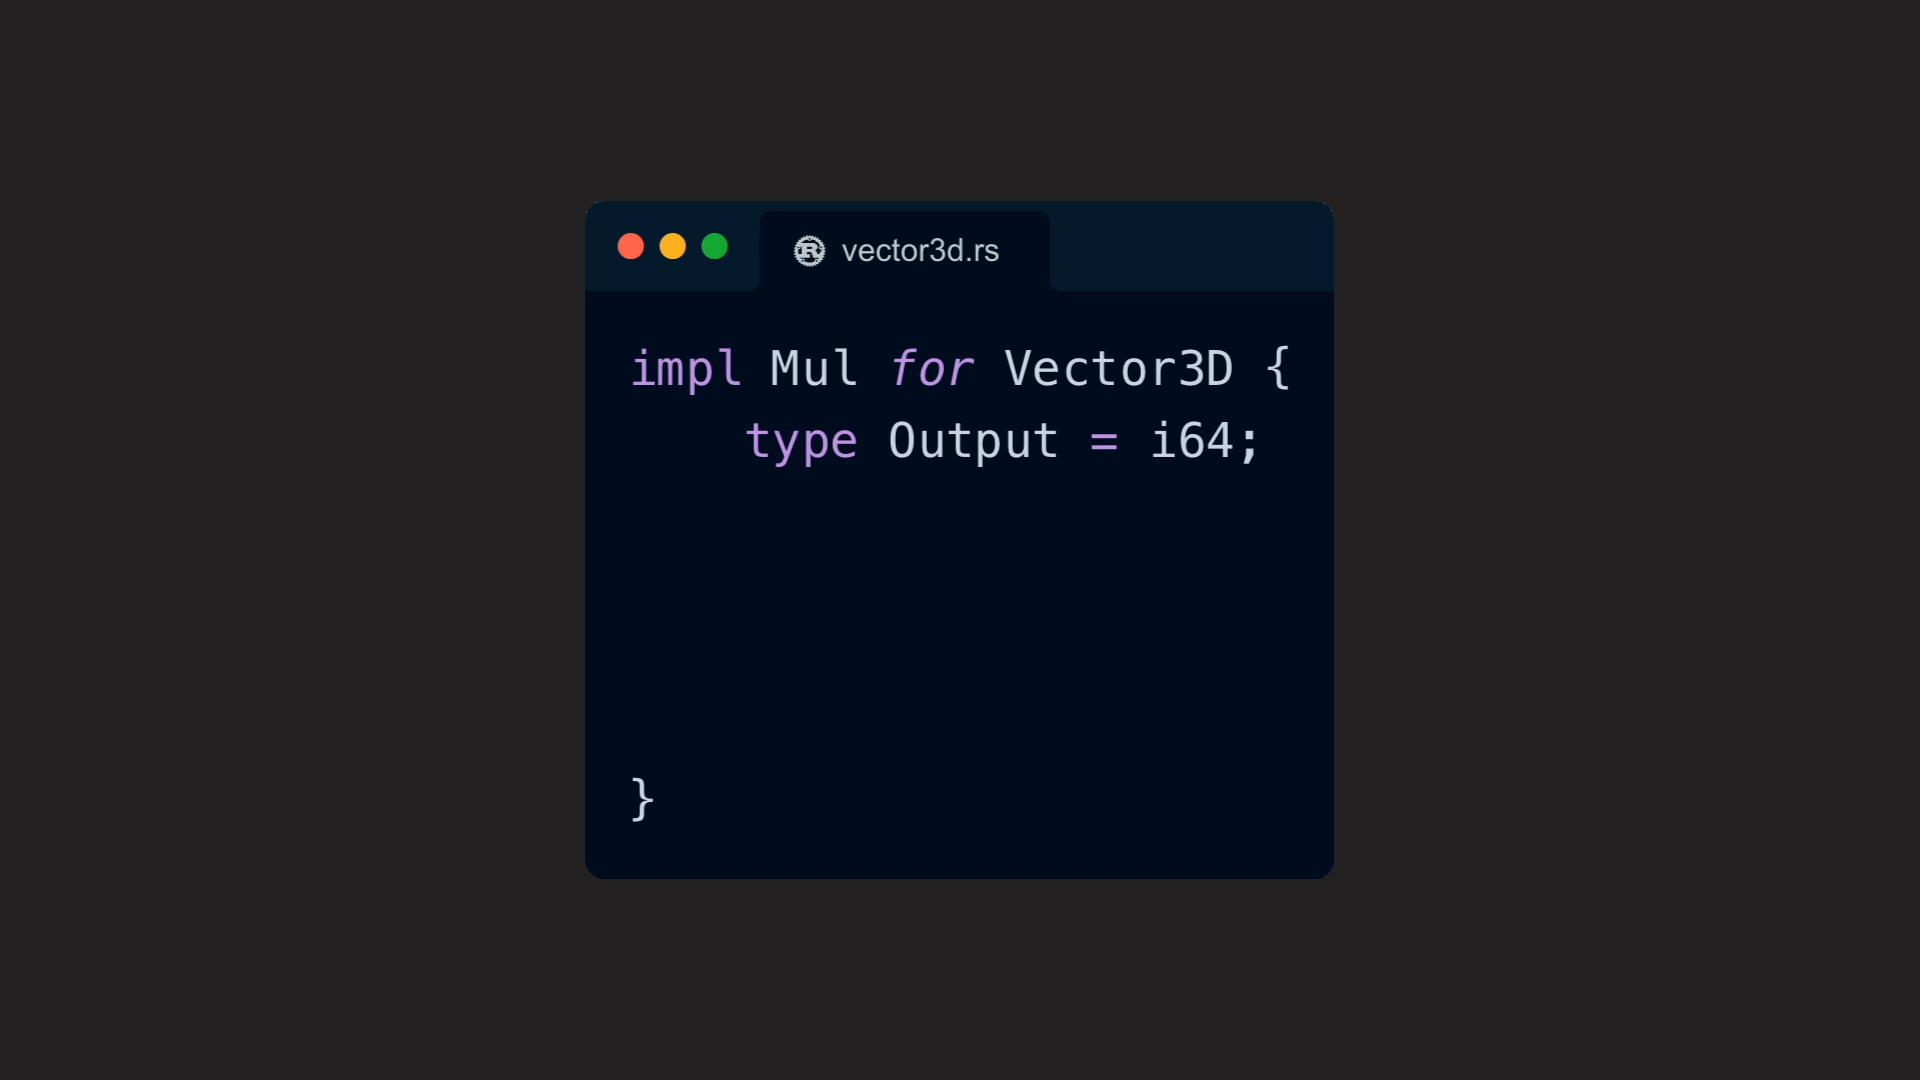 vector3d.rs
impl Mul for Vector3D {
    type Output = i64;
}